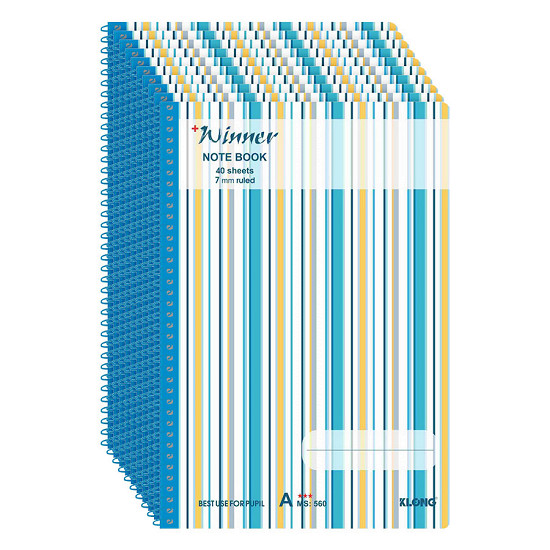 +Winner
NOTE BOOK
40 sheets
7 mm ruled
BEST USE FOR PUPIL A*** MS: 560 KLONG